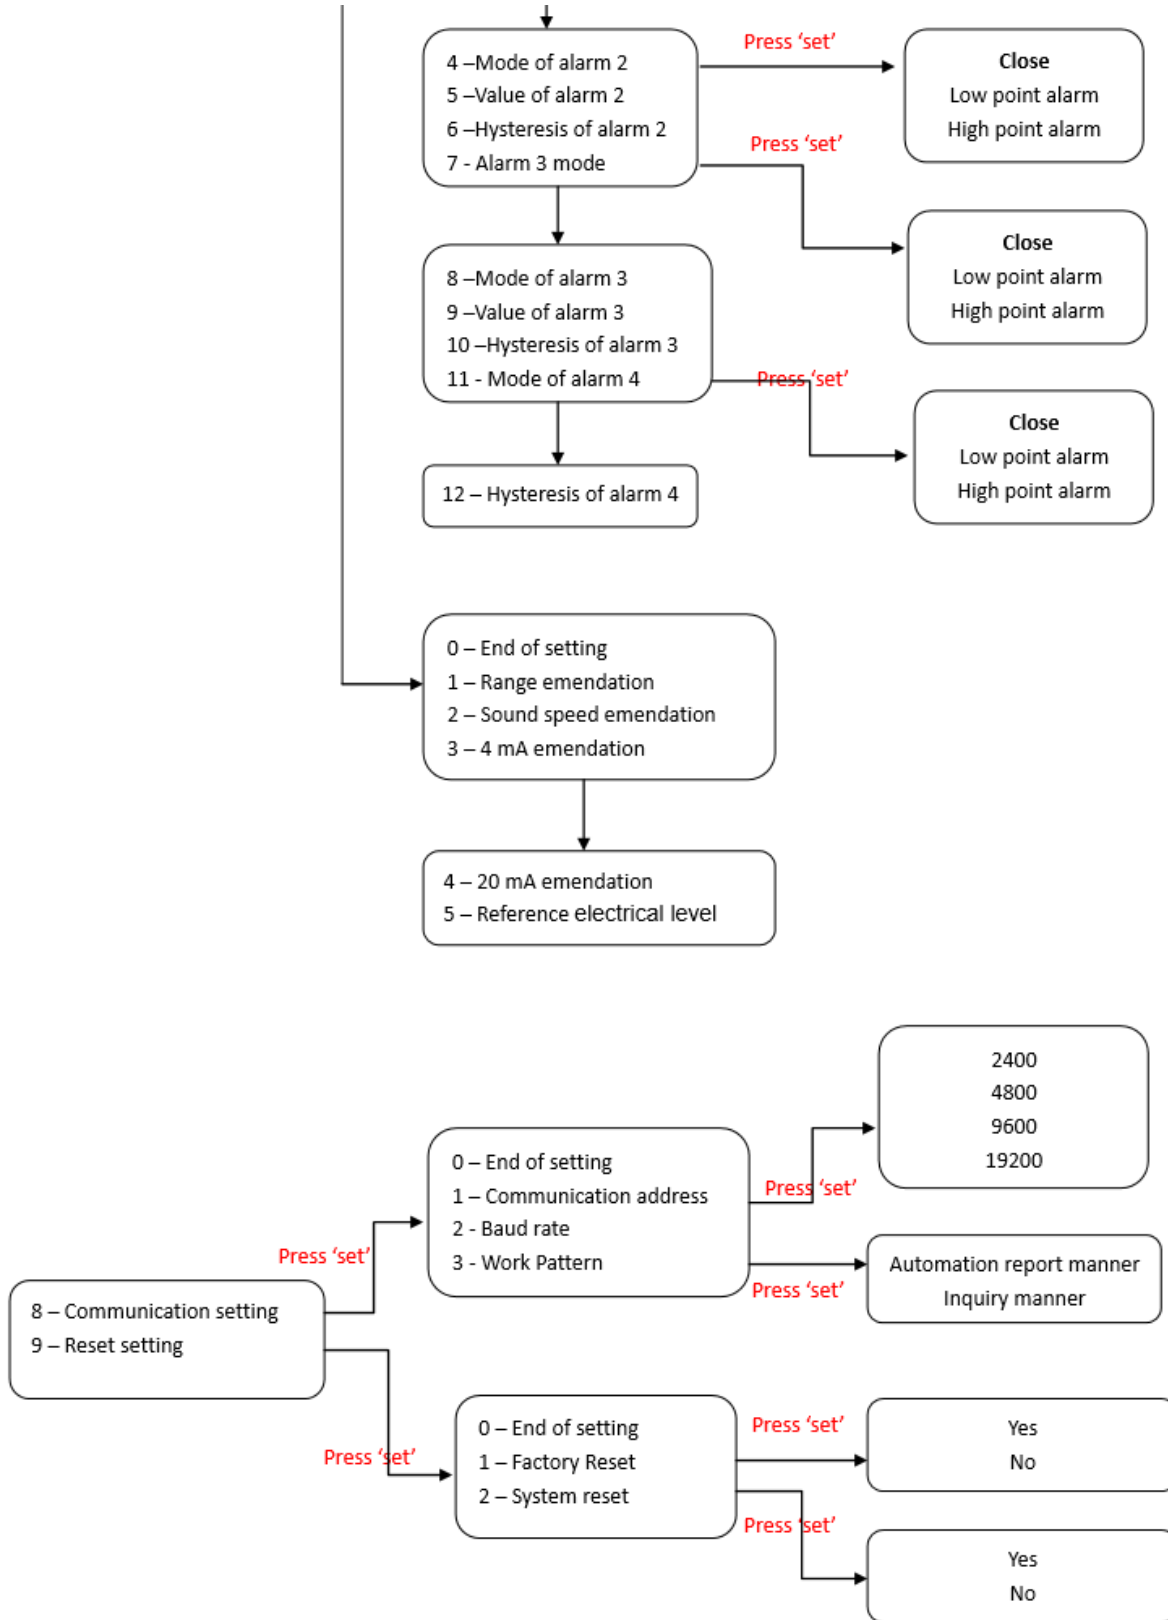 4 –Mode of alarm 2
5 –Value of alarm 2
6 –Hysteresis of alarm 2
7 - Alarm 3 mode
Press ‘set’
Close
Low point alarm
High point alarm
Press ‘set’
Close
Low point alarm
High point alarm
8 –Mode of alarm 3
9 –Value of alarm 3
10 –Hysteresis of alarm 3
11 - Mode of alarm 4
Press ‘set’
Close
Low point alarm
High point alarm
12 – Hysteresis of alarm 4
0 – End of setting
1 – Range emendation
2 – Sound speed emendation
3 – 4 mA emendation
4 – 20 mA emendation
5 – Reference electrical level
2400
4800
9600
19200
0 – End of setting
1 – Communication address
2 - Baud rate
3 - Work Pattern
Press ‘set’
Press ‘set’
Automation report manner
Inquiry manner
Press ‘set’
8 – Communication setting
9 – Reset setting
Press ‘set’
0 – End of setting
1 – Factory Reset
2 – System reset
Press ‘set’
Yes
No
Press ‘set’
Yes
No